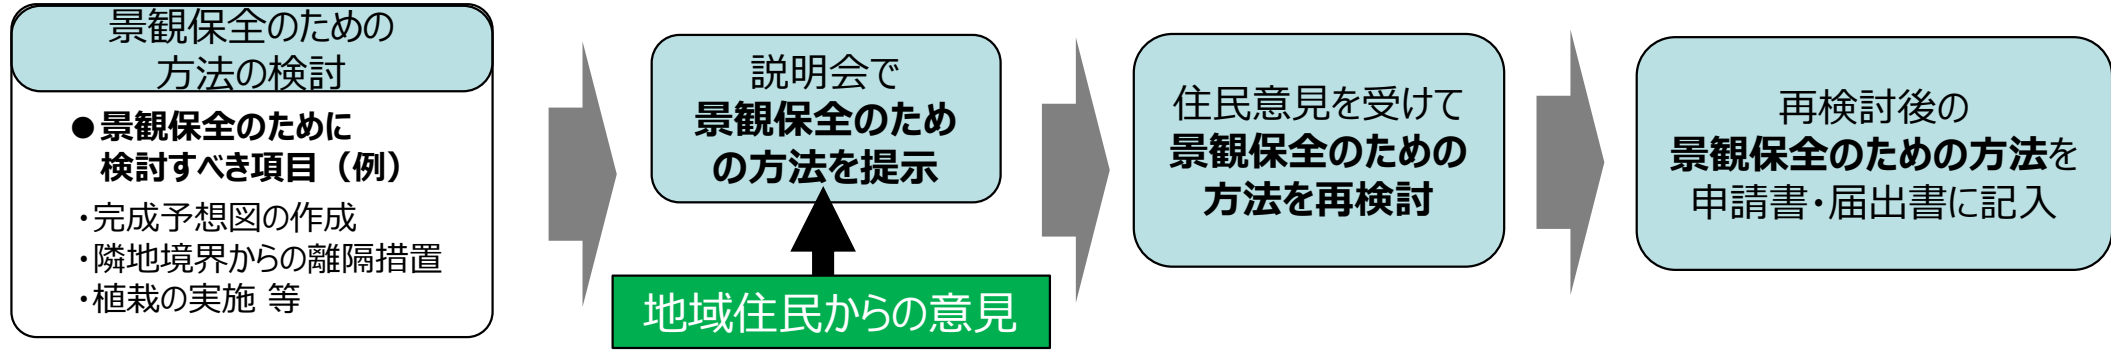 景観保全のための
方法の検討
●景観保全のために
検討すべき項目（例）
・完成予想図の作成
・隣地境界からの離隔措置
・植栽の実施 等
説明会で
景観保全のため
の方法を提示
地域住民からの意見
住民意見を受けて
景観保全のための
方法を再検討
再検討後の
景観保全のための方法を
申請書・届出書に記入